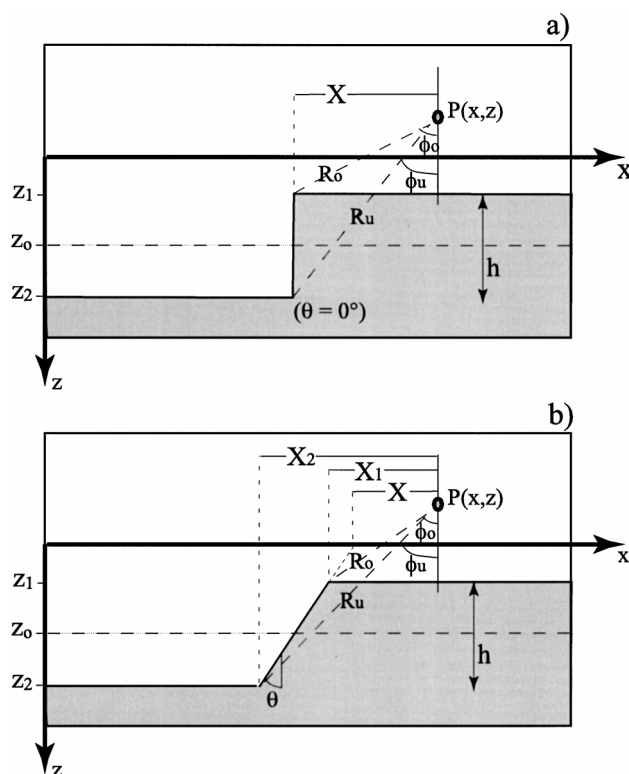 a)
X
P(x,z)
ϕo
x
Ro
ϕu
z1
Ru
zo
h
z2
(θ = 0°)
z
b)
X2
X1
X
P(x,z)
ϕo
x
Ro
ϕu
z1
Ru
zo
h
z2
θ
z